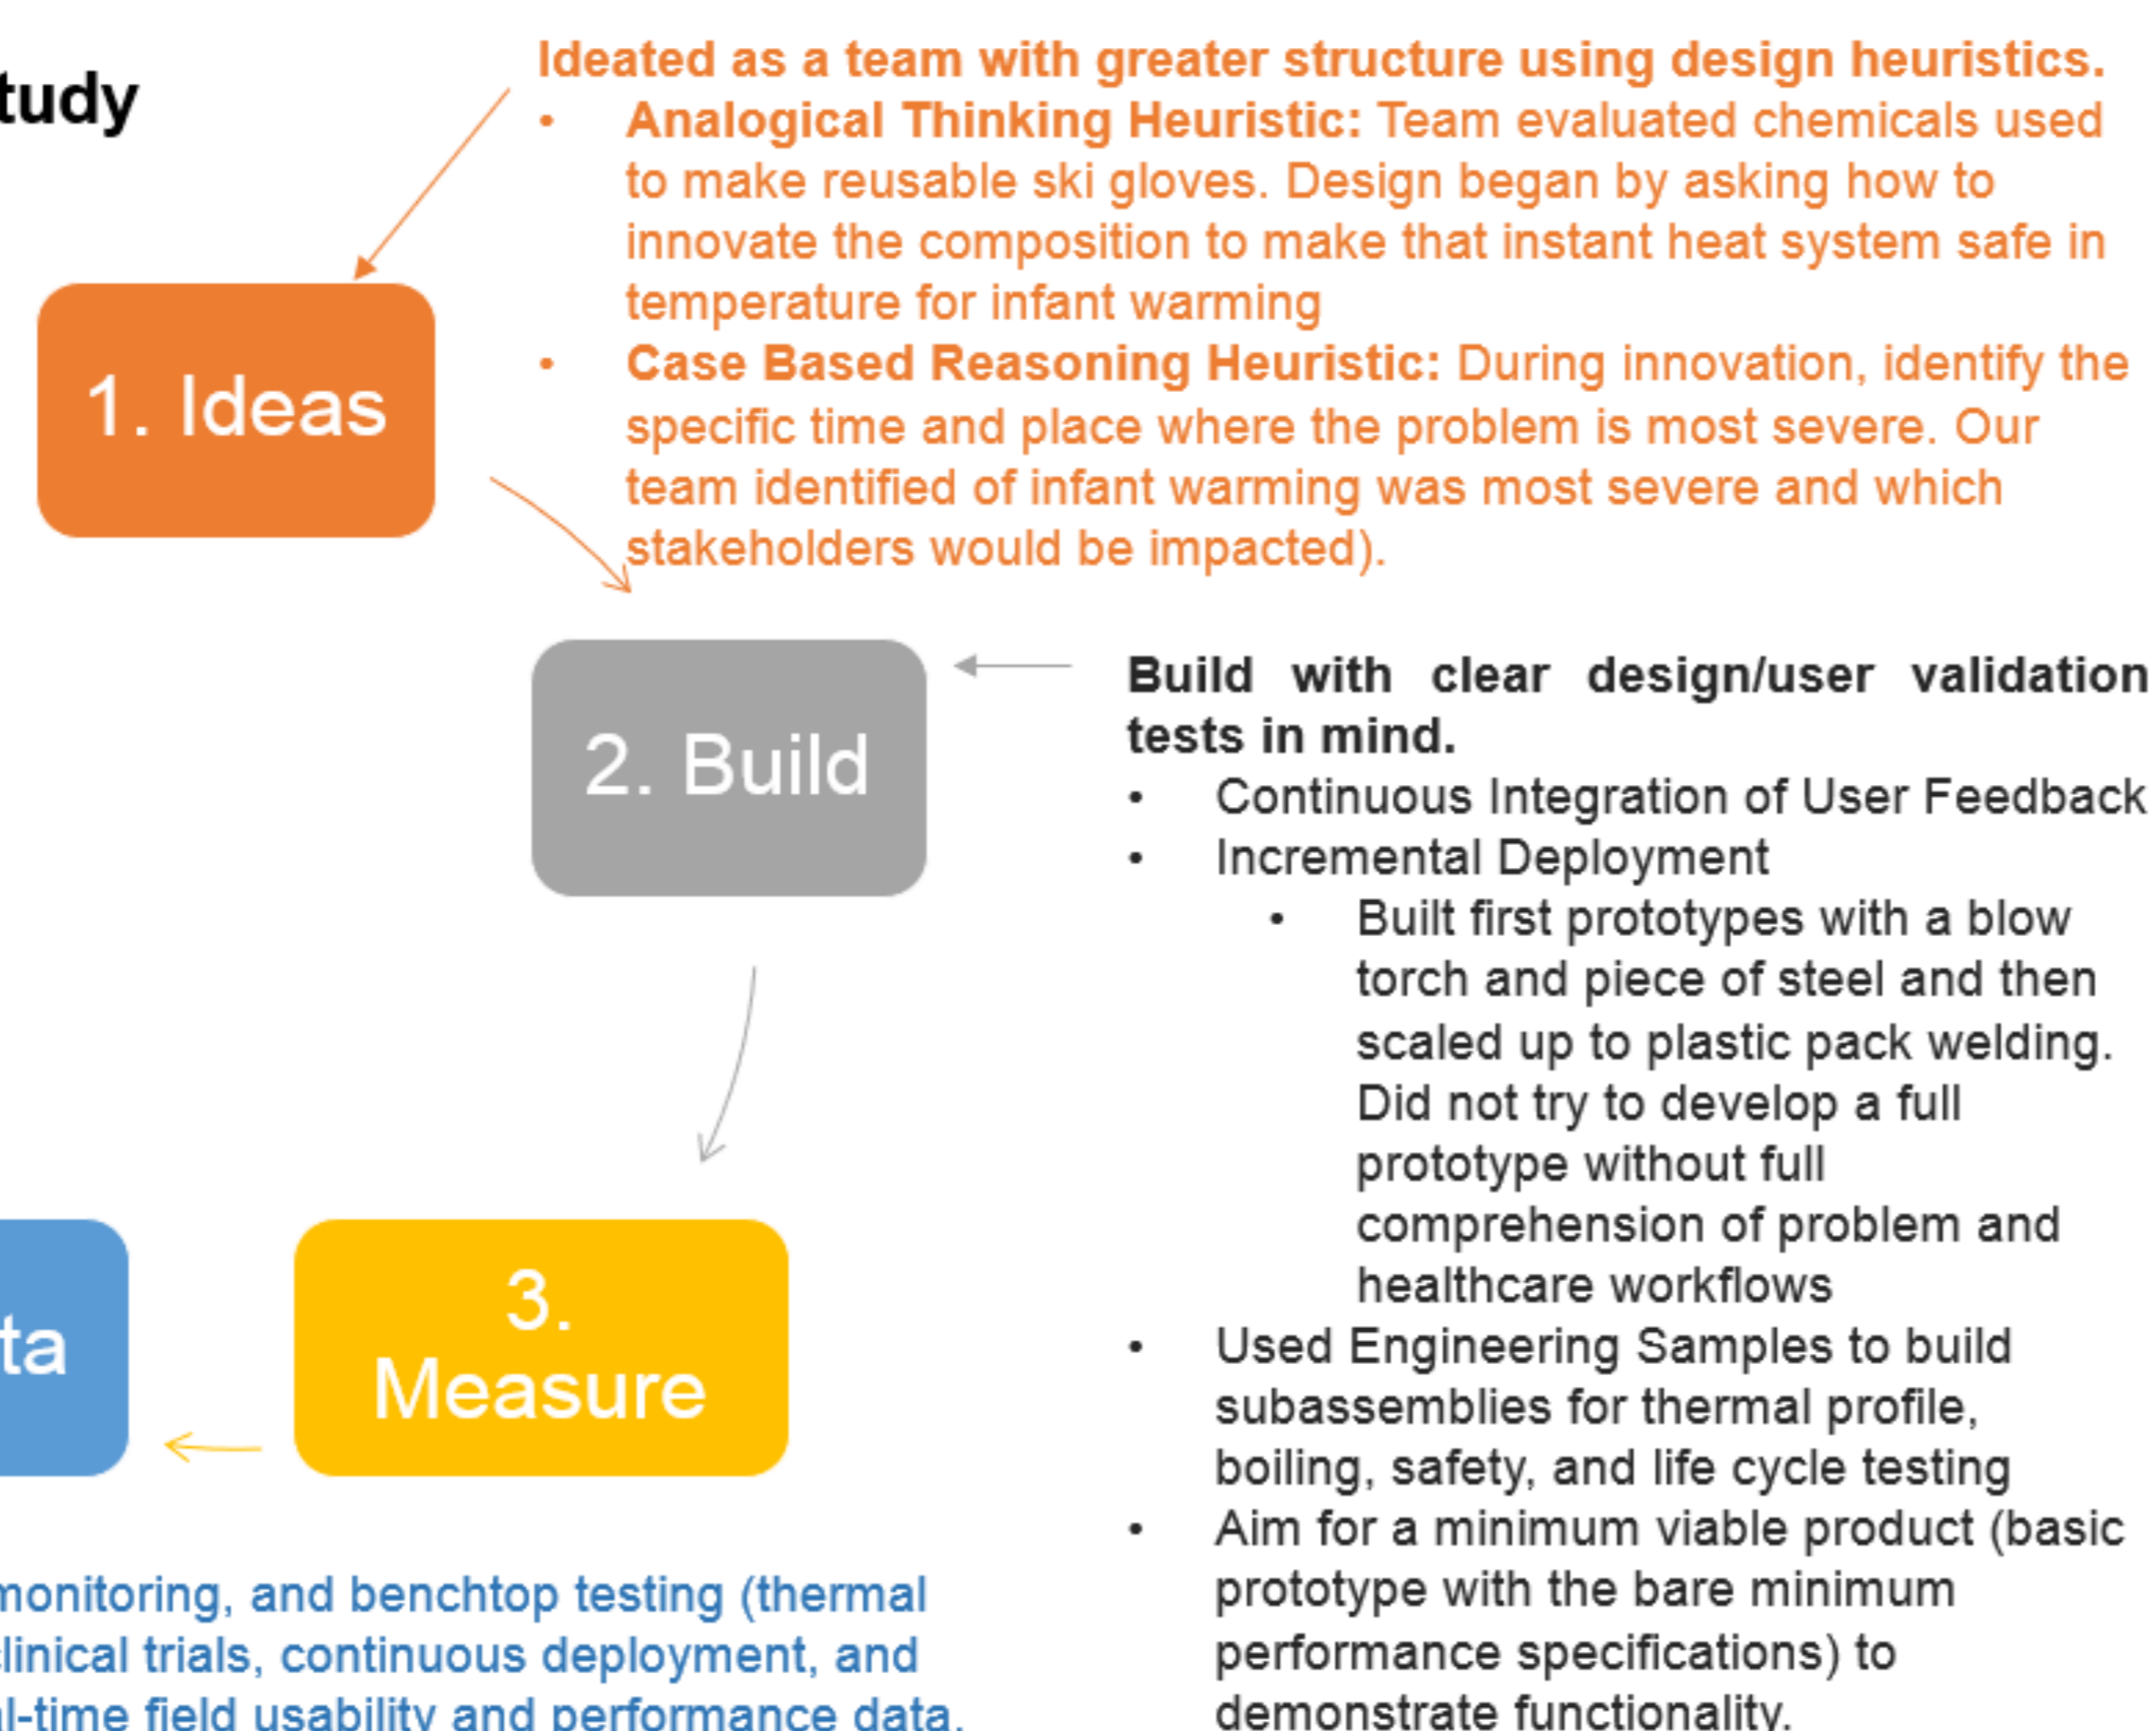 tudy
Ideated as a team with greater structure using design heuristics.
• Analogical Thinking Heuristic: Team evaluated chemicals used
to make reusable ski gloves. Design began by asking how to
innovate the composition to make that instant heat system safe in
temperature for infant warming
• Case Based Reasoning Heuristic: During innovation, identify the
specific time and place where the problem is most severe. Our
team identified of infant warming was most severe and which
stakeholders would be impacted).
1. Ideas
2. Build
Build with clear design/user validation
tests in mind.
• Continuous Integration of User Feedback
• Incremental Deployment
• Built first prototypes with a blow
torch and piece of steel and then
scaled up to plastic pack welding.
Did not try to develop a full
prototype without full
comprehension of problem and
healthcare workflows
• Used Engineering Samples to build
subassemblies for thermal profile,
boiling, safety, and life cycle testing
• Aim for a minimum viable product (basic
prototype with the bare minimum
performance specifications) to
demonstrate functionality.
3.
Measure
ta
monitoring, and benchtop testing (thermal
clinical trials, continuous deployment, and
al-time field usability and performance data.